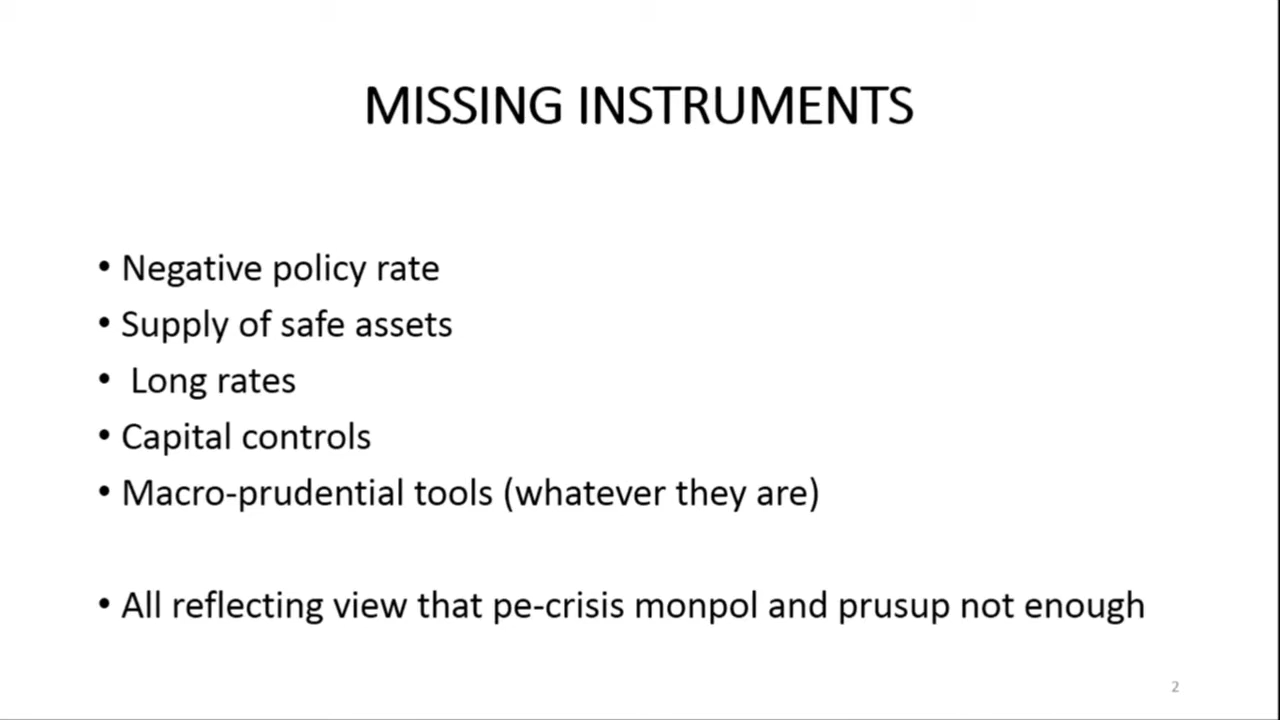 MISSING INSTRUMENTS
• Negative policy rate
• Supply of safe assets
• Long rates
• Capital controls
• Macro-prudential tools (whatever they are)
• All reflecting view that pe-crisis monpol and prusup not enough
2